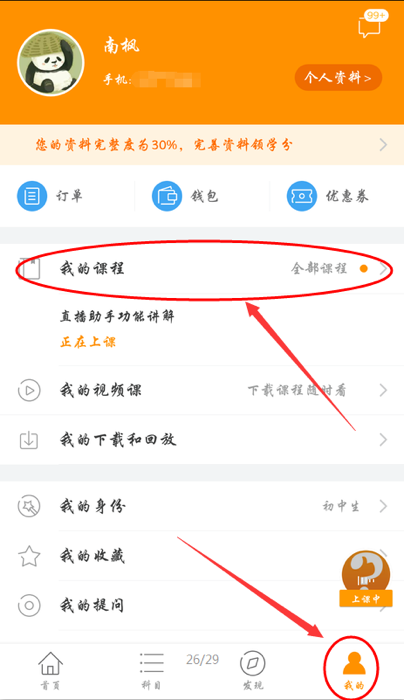 99+
南枫
手机:
个人资料>
您的资料完整度为30%，完善资料领学分
订单
钱包
优惠券
我的课程
全部课程
直播助手功能讲解
正在上课
我的视频课
下载课程随时看
我的下载和回放
我的身份
初中生
我的收藏
上课中
我的提问
首页
科目
26/29
发现
我的